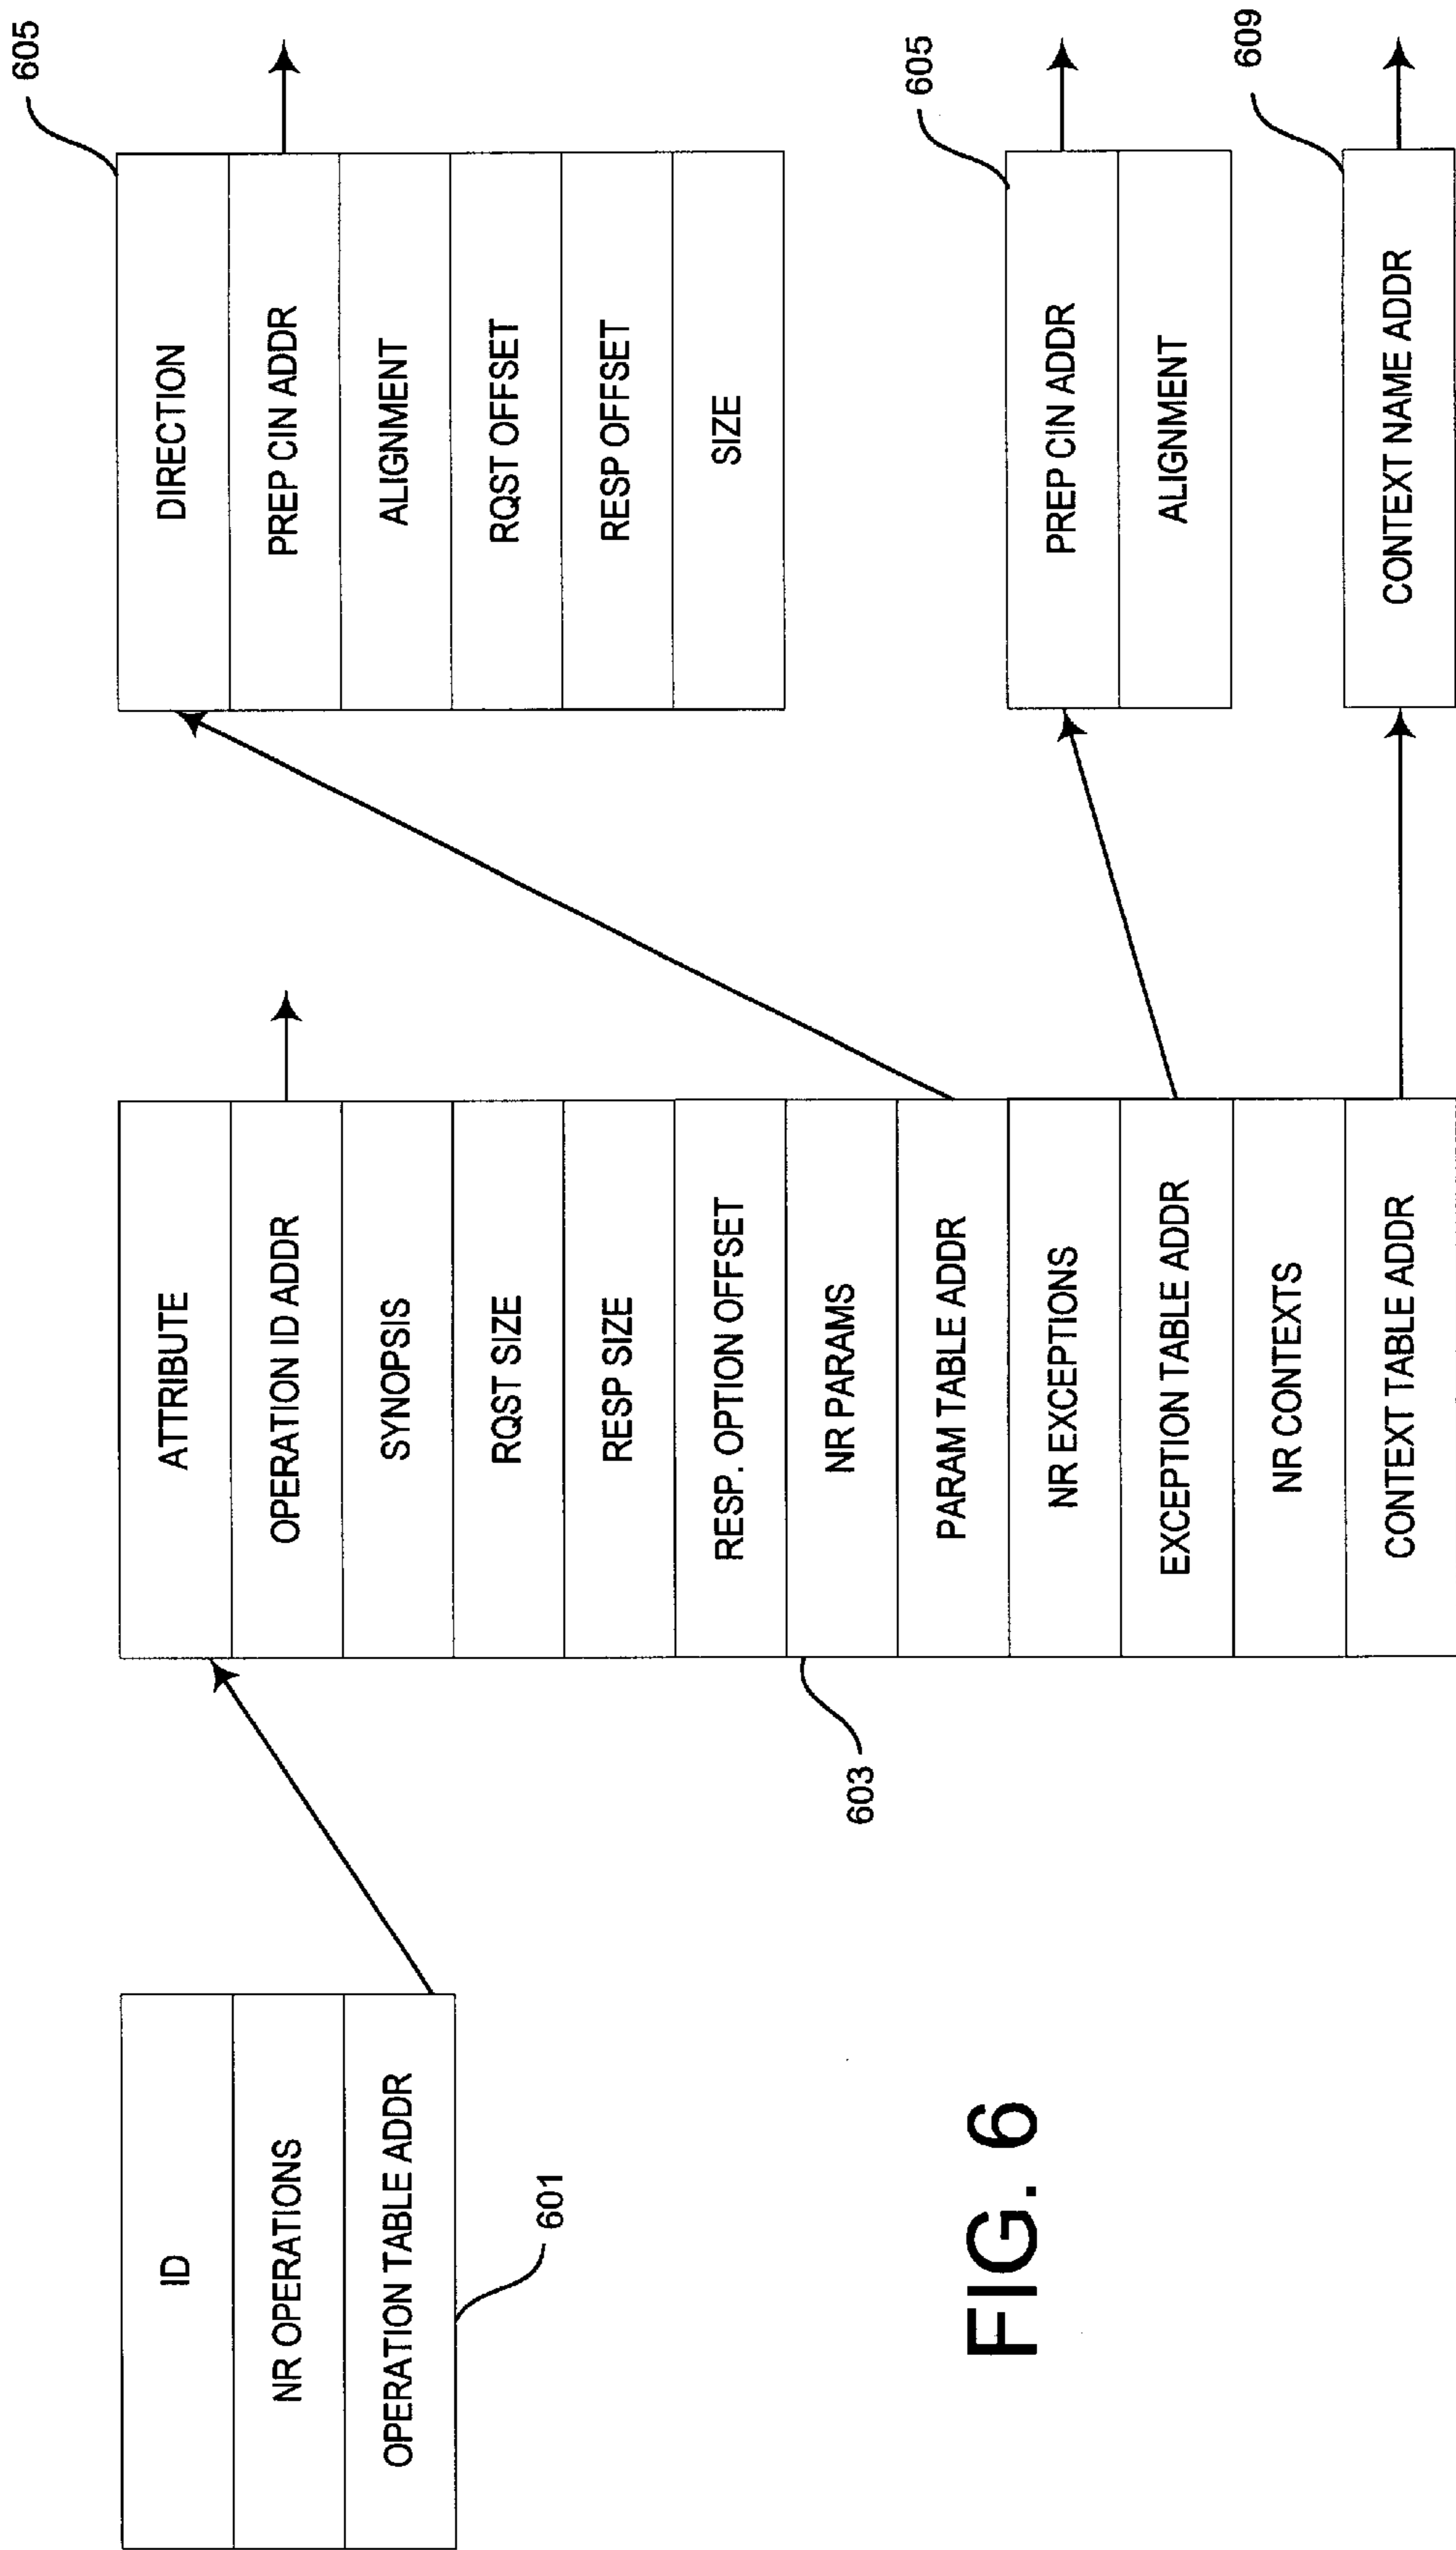 ID
NR OPERATIONS
OPERATION TABLE ADDR
601
ATTRIBUTE
OPERATION ID ADDR
SYNOPSIS
RQST SIZE
RESP SIZE
RESP. OPTION OFFSET
NR PARAMS
PARAM TABLE ADDR
NR EXCEPTIONS
EXCEPTION TABLE ADDR
NR CONTEXTS
CONTEXT TABLE ADDR
603
605
DIRECTION
PREP CIN ADDR
ALIGNMENT
RQST OFFSET
RESP OFFSET
SIZE
605
PREP CIN ADDR
ALIGNMENT
609
CONTEXT NAME ADDR
FIG. 6